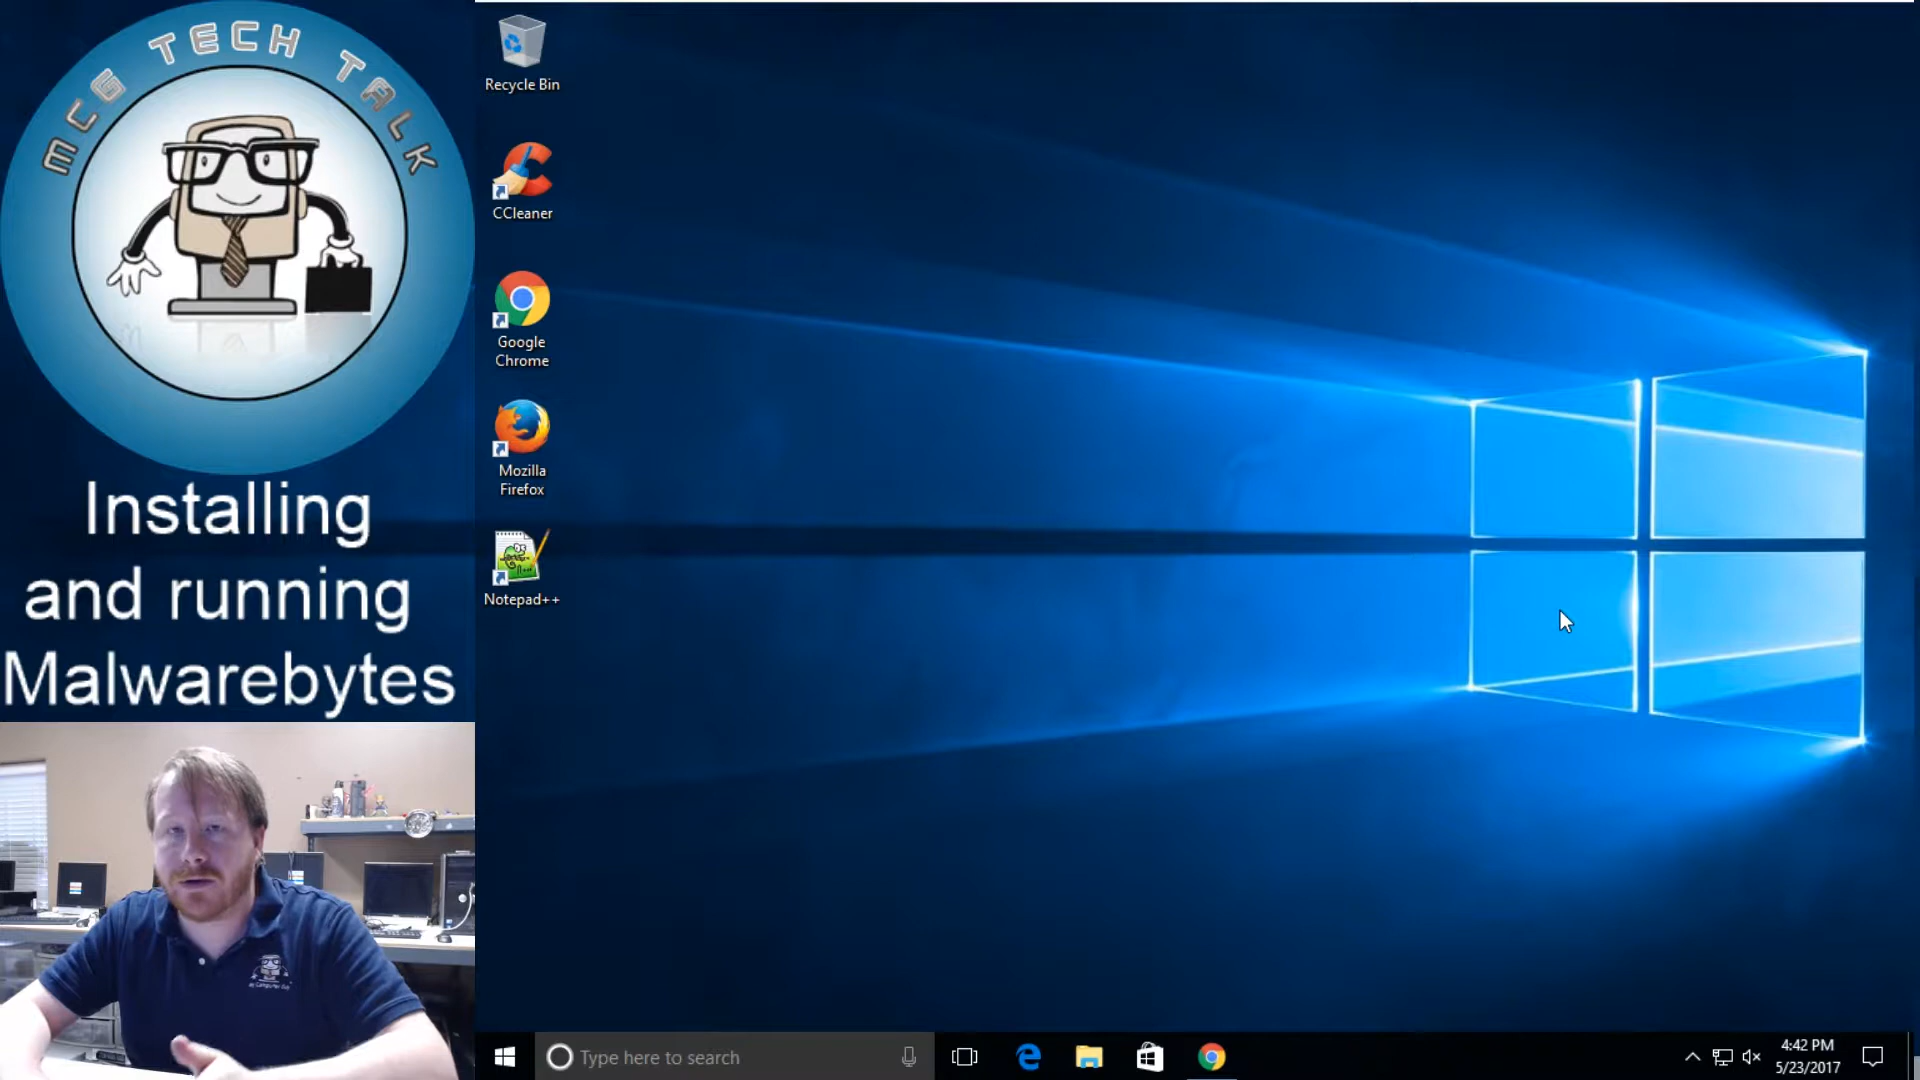 MCG TECH TALK
Installing
and running
Malwarebytes
Recycle Bin
CCleaner
Google
Chrome
Mozilla
Firefox
Notepad++
Type here to search
4:42 PM
5/23/2017